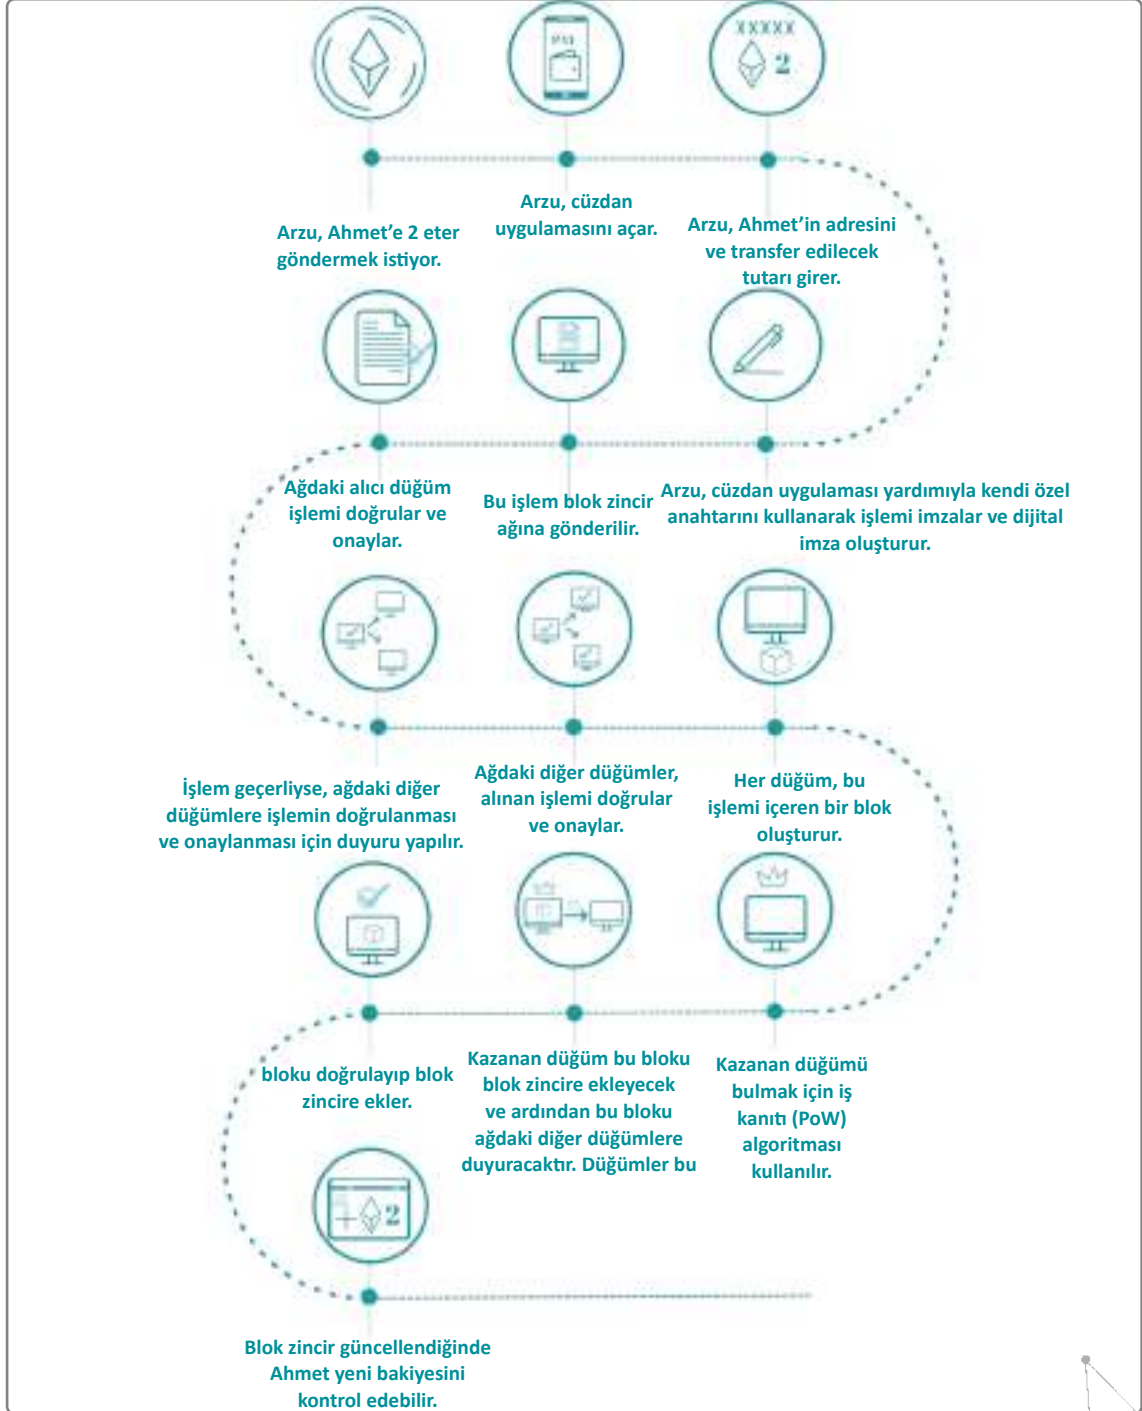 PAY
XXXXX
2
Arzu, Ahmet’e 2 eter
göndermek istiyor.
Arzu, cüzdan
uygulamasını açar.
Arzu, Ahmet’in adresini
ve transfer edilecek
tutarı girer.
Arzu, cüzdan uygulaması yardımıyla kendi özel
anahtarını kullanarak işlemi imzalar ve dijital
imza oluşturur.
Bu işlem blok zincir
ağına gönderilir.
Ağdaki alıcı düğüm
işlemi doğrular ve
onaylar.
İşlem geçerliyse, ağdaki diğer
düğümlere işlemin doğrulanması
ve onaylanması için duyuru yapılır.
Ağdaki diğer düğümler,
alınan işlemi doğrular
ve onaylar.
Her düğüm, bu
işlemi içeren bir blok
oluşturur.
Kazanan düğümü
bulmak için iş
kanıtı (PoW)
algoritması
kullanılır.
Kazanan düğüm bu bloku
blok zincire ekleyecek
ve ardından bu bloku
ağdaki diğer düğümlere
duyuracaktır. Düğümler bu
bloku doğrulayıp blok
zincire ekler.
+ 2
Blok zincir güncellendiğinde
Ahmet yeni bakiyesini
kontrol edebilir.